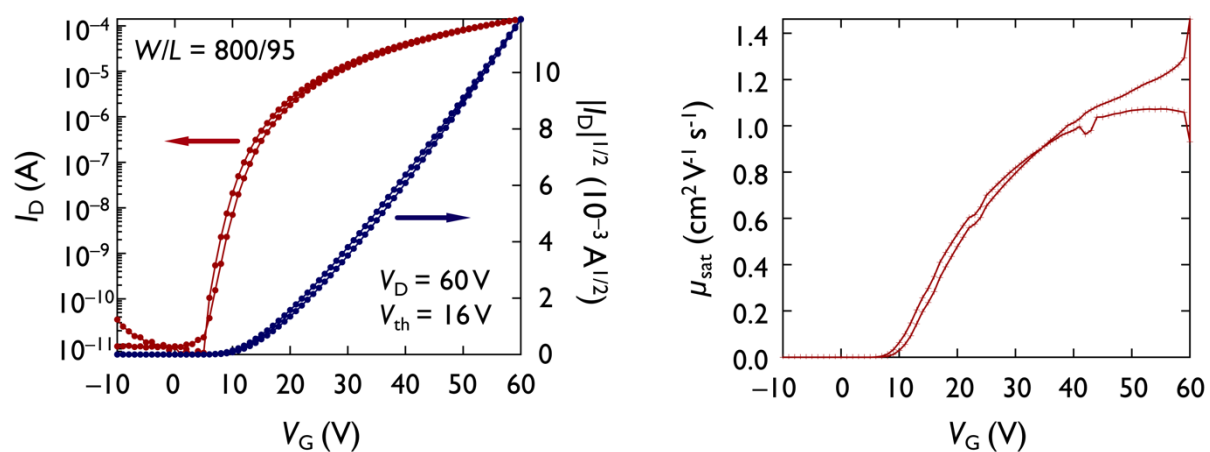 W/L = 800/95
10⁻⁴
10⁻⁵
10⁻⁶
10⁻⁷
10⁻⁸
10⁻⁹
10⁻¹⁰
10⁻¹¹
I_D (A)
10
8
6
4
2
0
|I_D|^1/2 (10⁻³ A^1/2)
V_D = 60 V
V_th = 16 V
−10 0 10 20 30 40 50 60
V_G (V)
1.4
1.2
1.0
0.8
0.6
0.4
0.2
0.0
μ_sat (cm² V⁻¹ s⁻¹)
−10 0 10 20 30 40 50 60
V_G (V)